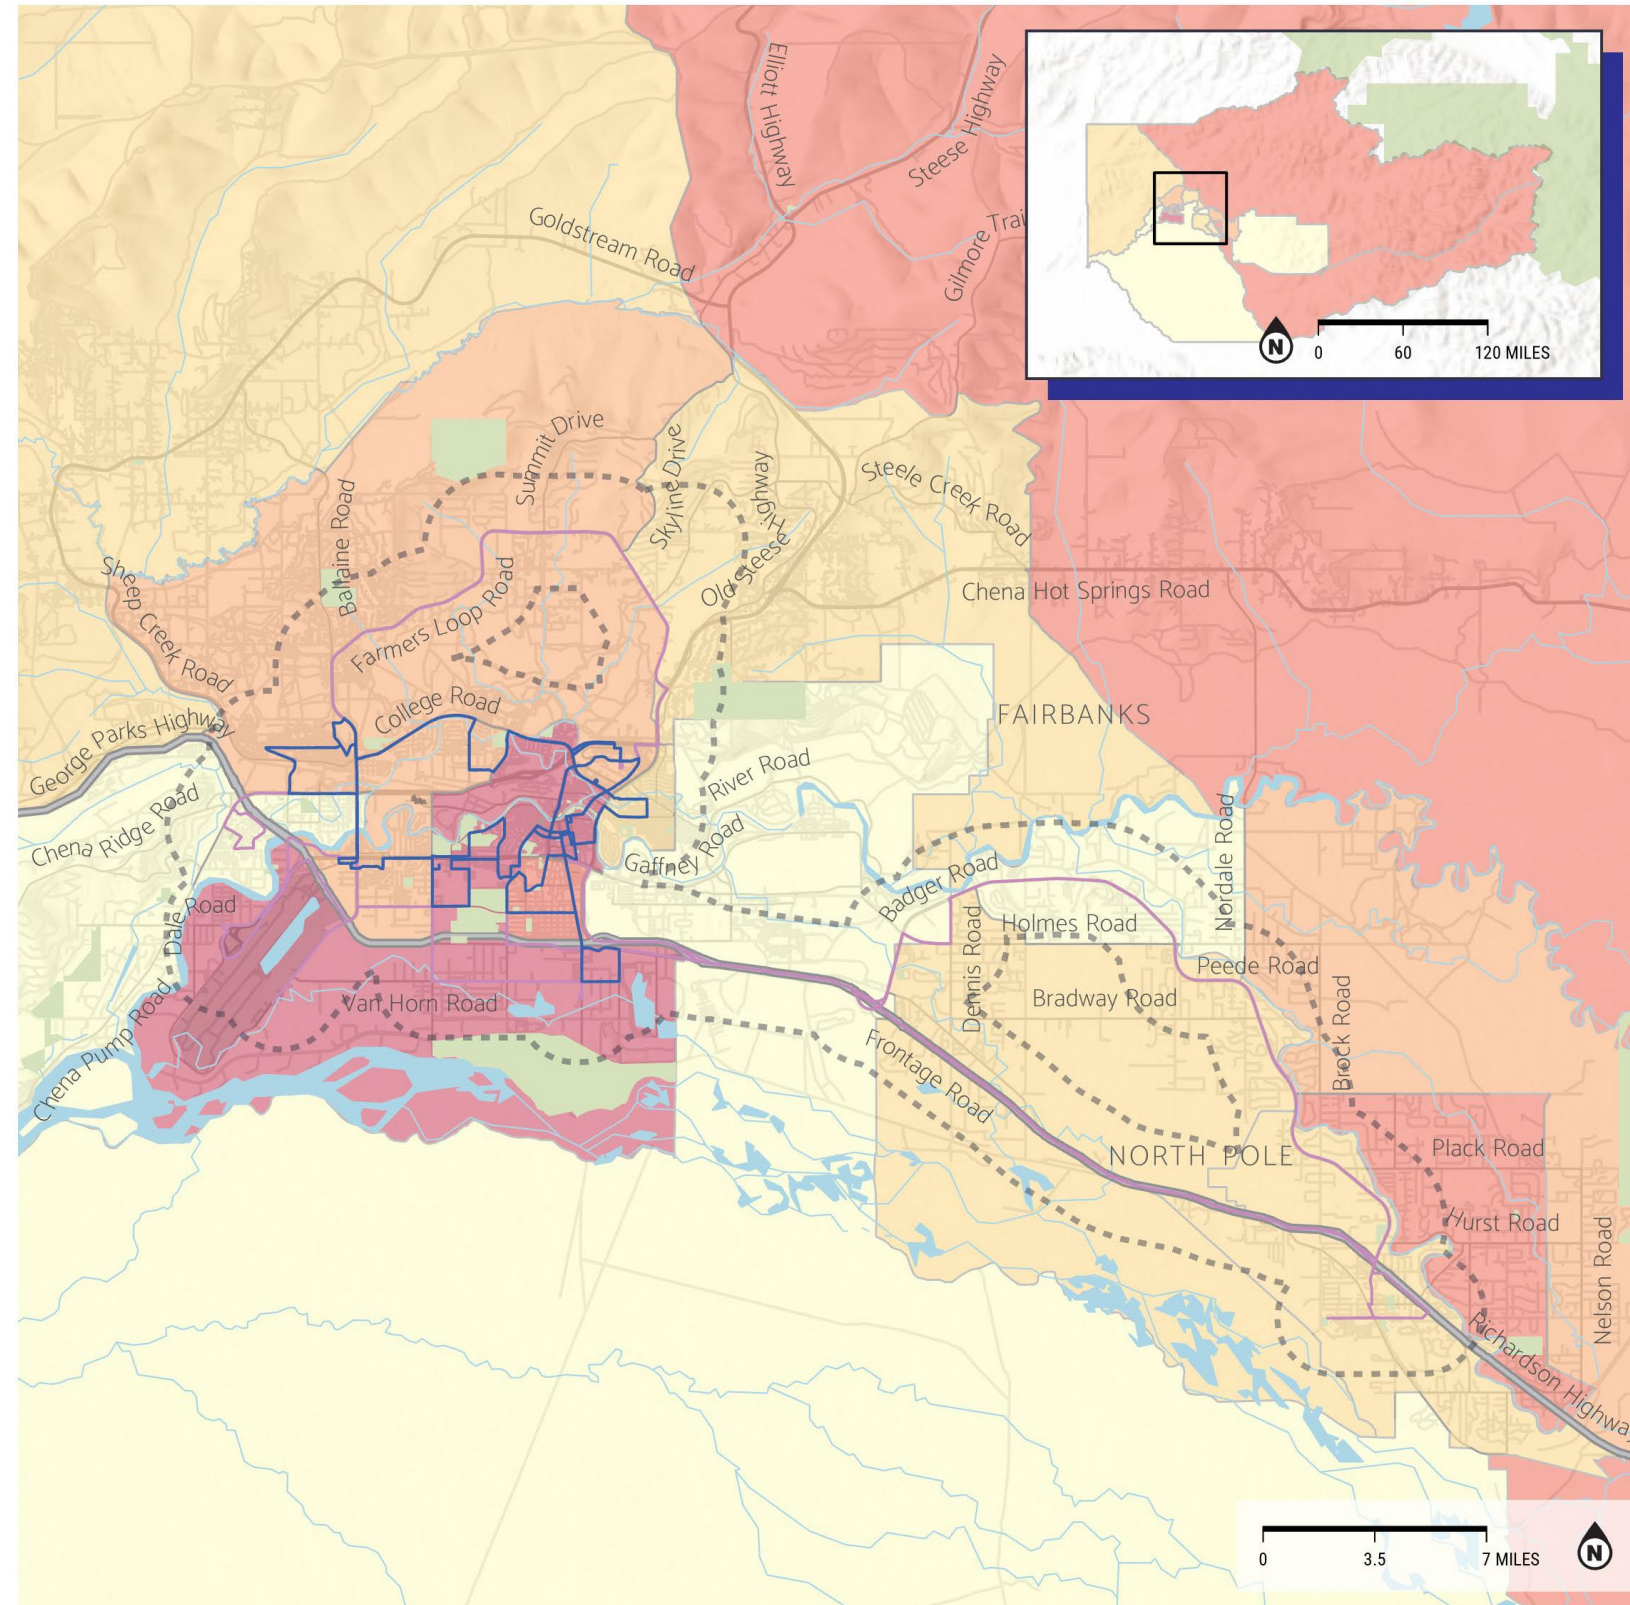 Elliott Highway
Steese Highway
Goldstream Road
Gilmore Trai
N
0 60 120 MILES
Summit Drive
Skyline Drive
Highway
Steele Creek Road
Ballaine Road
Old Steese
Sheep Creek Road
Farmers Loop Road
Chena Hot Springs Road
College Road
FAIRBANKS
George Parks Highway
River Road
Chena Ridge Road
Gaffney Road
Nordale Road
Badger Road
Dale Road
Holmes Road
Dennis Road
Peede Road
Van Horn Road
Bradway Road
Brock Road
Chena Pump Road
Frontage Road
NORTH POLE
Plack Road
Hurst Road
Nelson Road
Richardson Highway
0 3.5 7 MILES
N